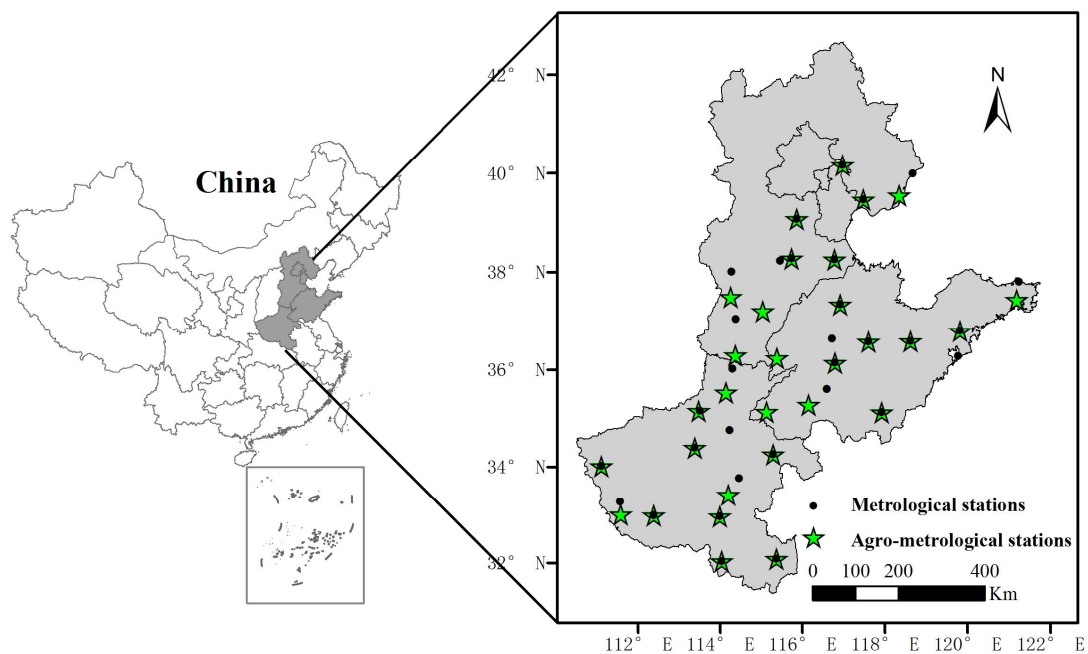 China
N
42° N
40° N
38° N
36° N
34° N
32° N
Metrological stations
Agro-metrological stations
0 100 200 400
Km
112° E 114° E 116° E 118° E 120° E 122° E